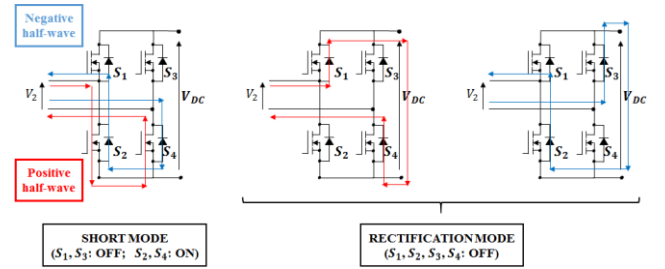 Negative
half-wave
S1
S3
V2
VDC
S2
S4
Positive
half-wave
SHORT MODE
(S1, S3: OFF; S2, S4: ON)
S1
S3
V2
VDC
S2
S4
S1
S3
V2
VDC
S2
S4
RECTIFICATION MODE
(S1, S2, S3, S4: OFF)